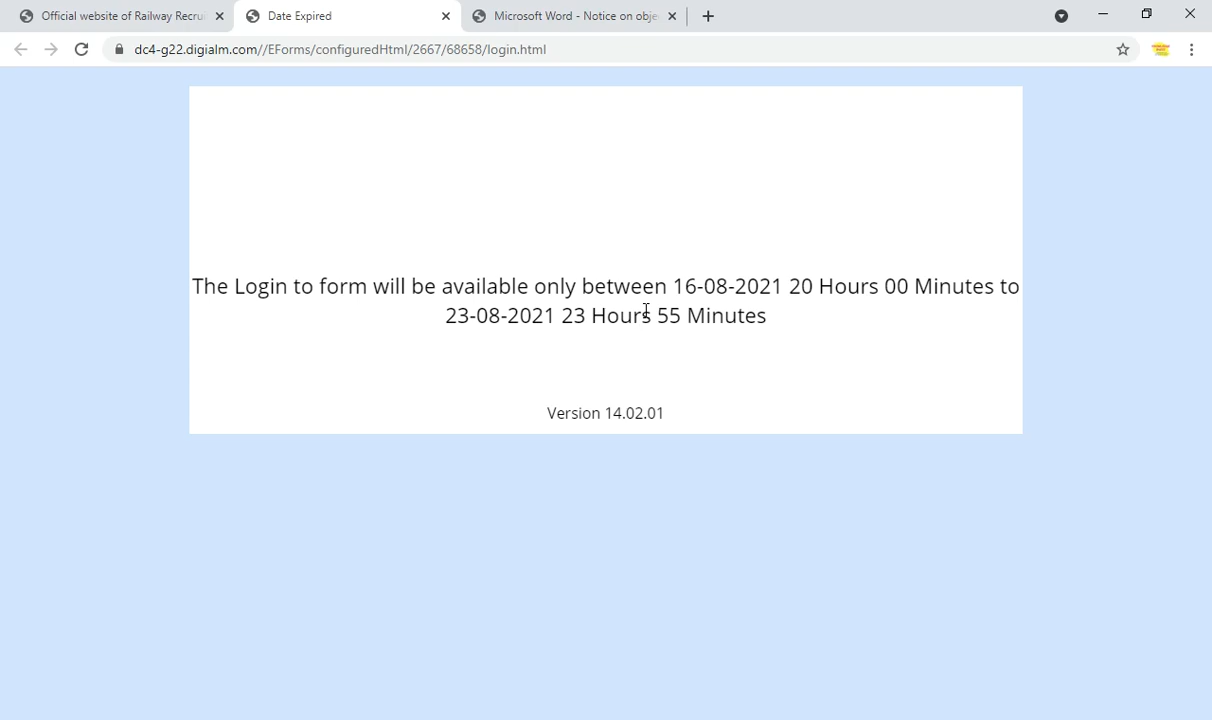 Official website of Railway Recru
Date Expired
Microsoft Word - Notice on obje
dc4-g22.digialm.com//EForms/configuredHtml/2667/68658/login.html
The Login to form will be available only between 16-08-2021 20 Hours 00 Minutes to
23-08-2021 23 Hours 55 Minutes
Version 14.02.01